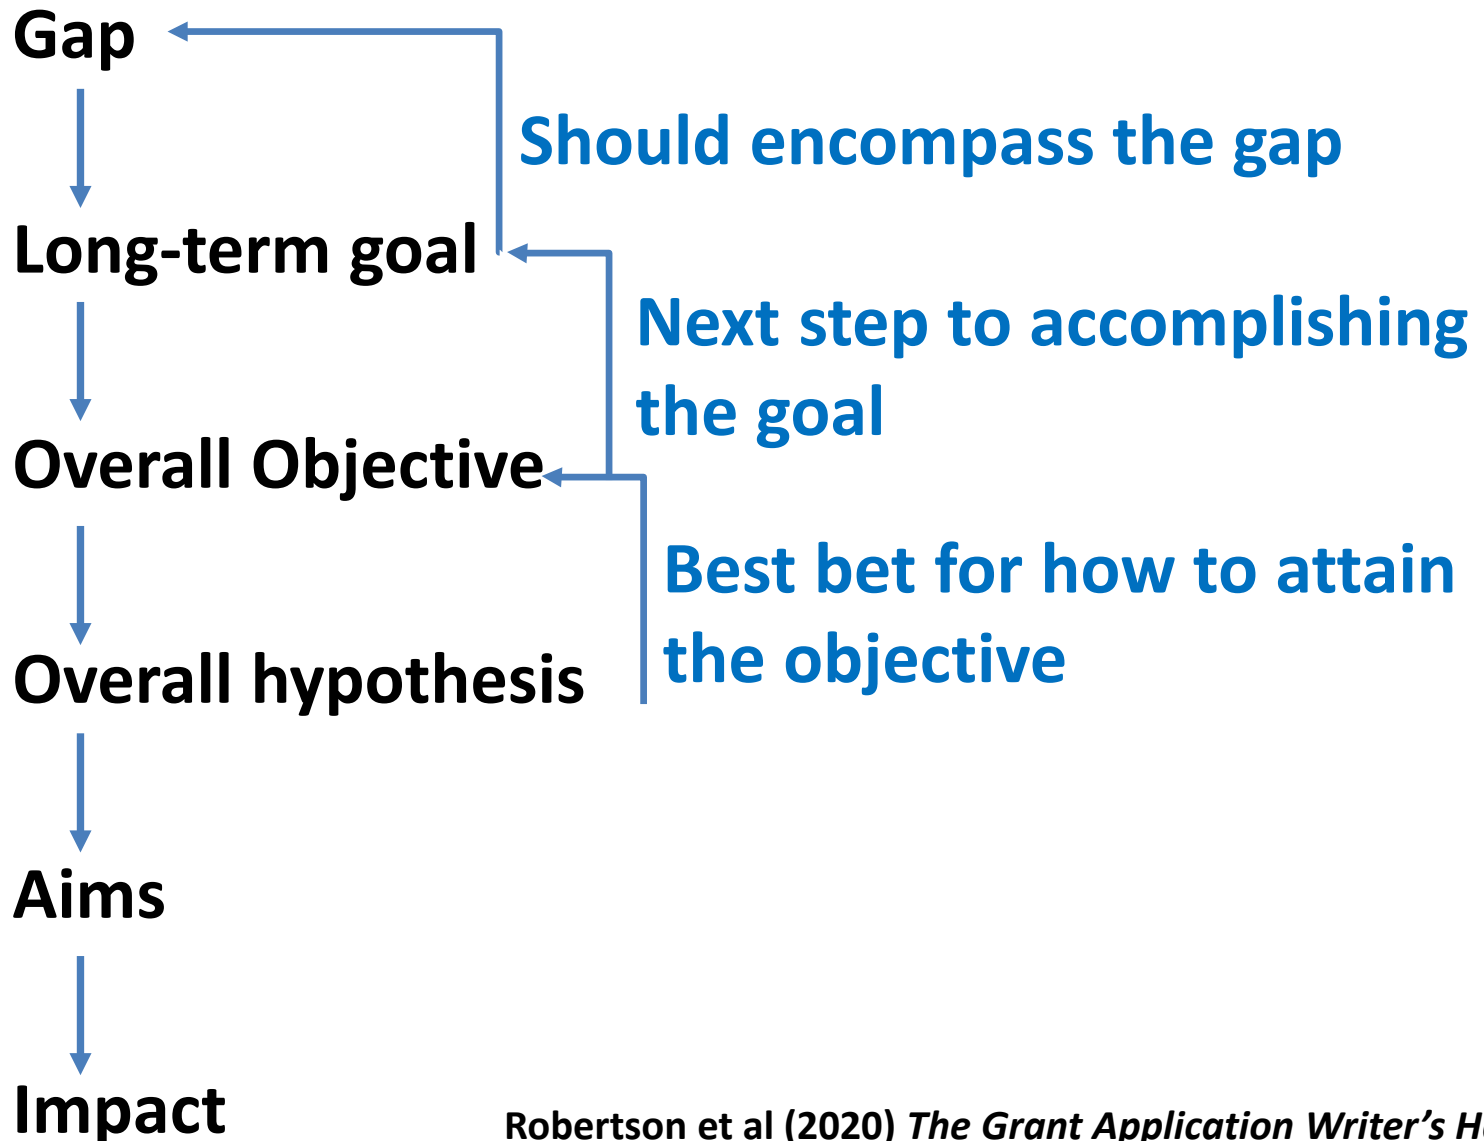 Gap
Should encompass the gap
Long-term goal
Next step to accomplishing
the goal
Overall Objective
Best bet for how to attain
the objective
Overall hypothesis
Aims
Impact
Robertson et al (2020) The Grant Application Writer’s